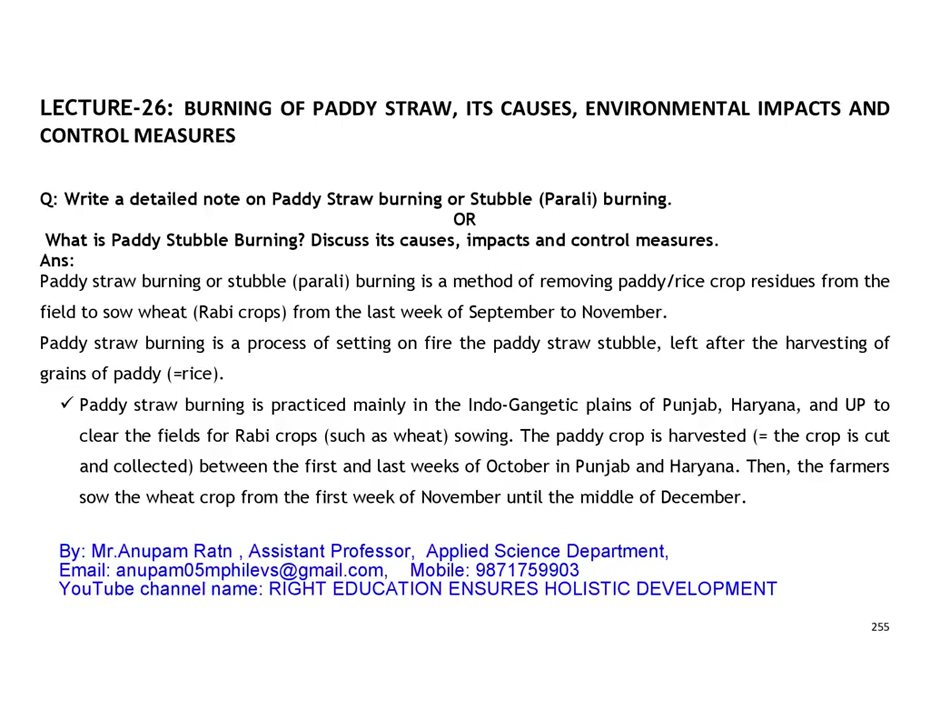 LECTURE-26: BURNING OF PADDY STRAW, ITS CAUSES, ENVIRONMENTAL IMPACTS AND
CONTROL MEASURES
Q: Write a detailed note on Paddy Straw burning or Stubble (Parali) burning.
OR
What is Paddy Stubble Burning? Discuss its causes, impacts and control measures.
Ans:
Paddy straw burning or stubble (parali) burning is a method of removing paddy/rice crop residues from the
field to sow wheat (Rabi crops) from the last week of September to November.
Paddy straw burning is a process of setting on fire the paddy straw stubble, left after the harvesting of
grains of paddy (=rice).
✓ Paddy straw burning is practiced mainly in the Indo-Gangetic plains of Punjab, Haryana, and UP to
clear the fields for Rabi crops (such as wheat) sowing. The paddy crop is harvested (= the crop is cut
and collected) between the first and last weeks of October in Punjab and Haryana. Then, the farmers
sow the wheat crop from the first week of November until the middle of December.
By: Mr.Anupam Ratn , Assistant Professor, Applied Science Department,
Email: anupam05mphilevs@gmail.com, Mobile: 9871759903
YouTube channel name: RIGHT EDUCATION ENSURES HOLISTIC DEVELOPMENT
255